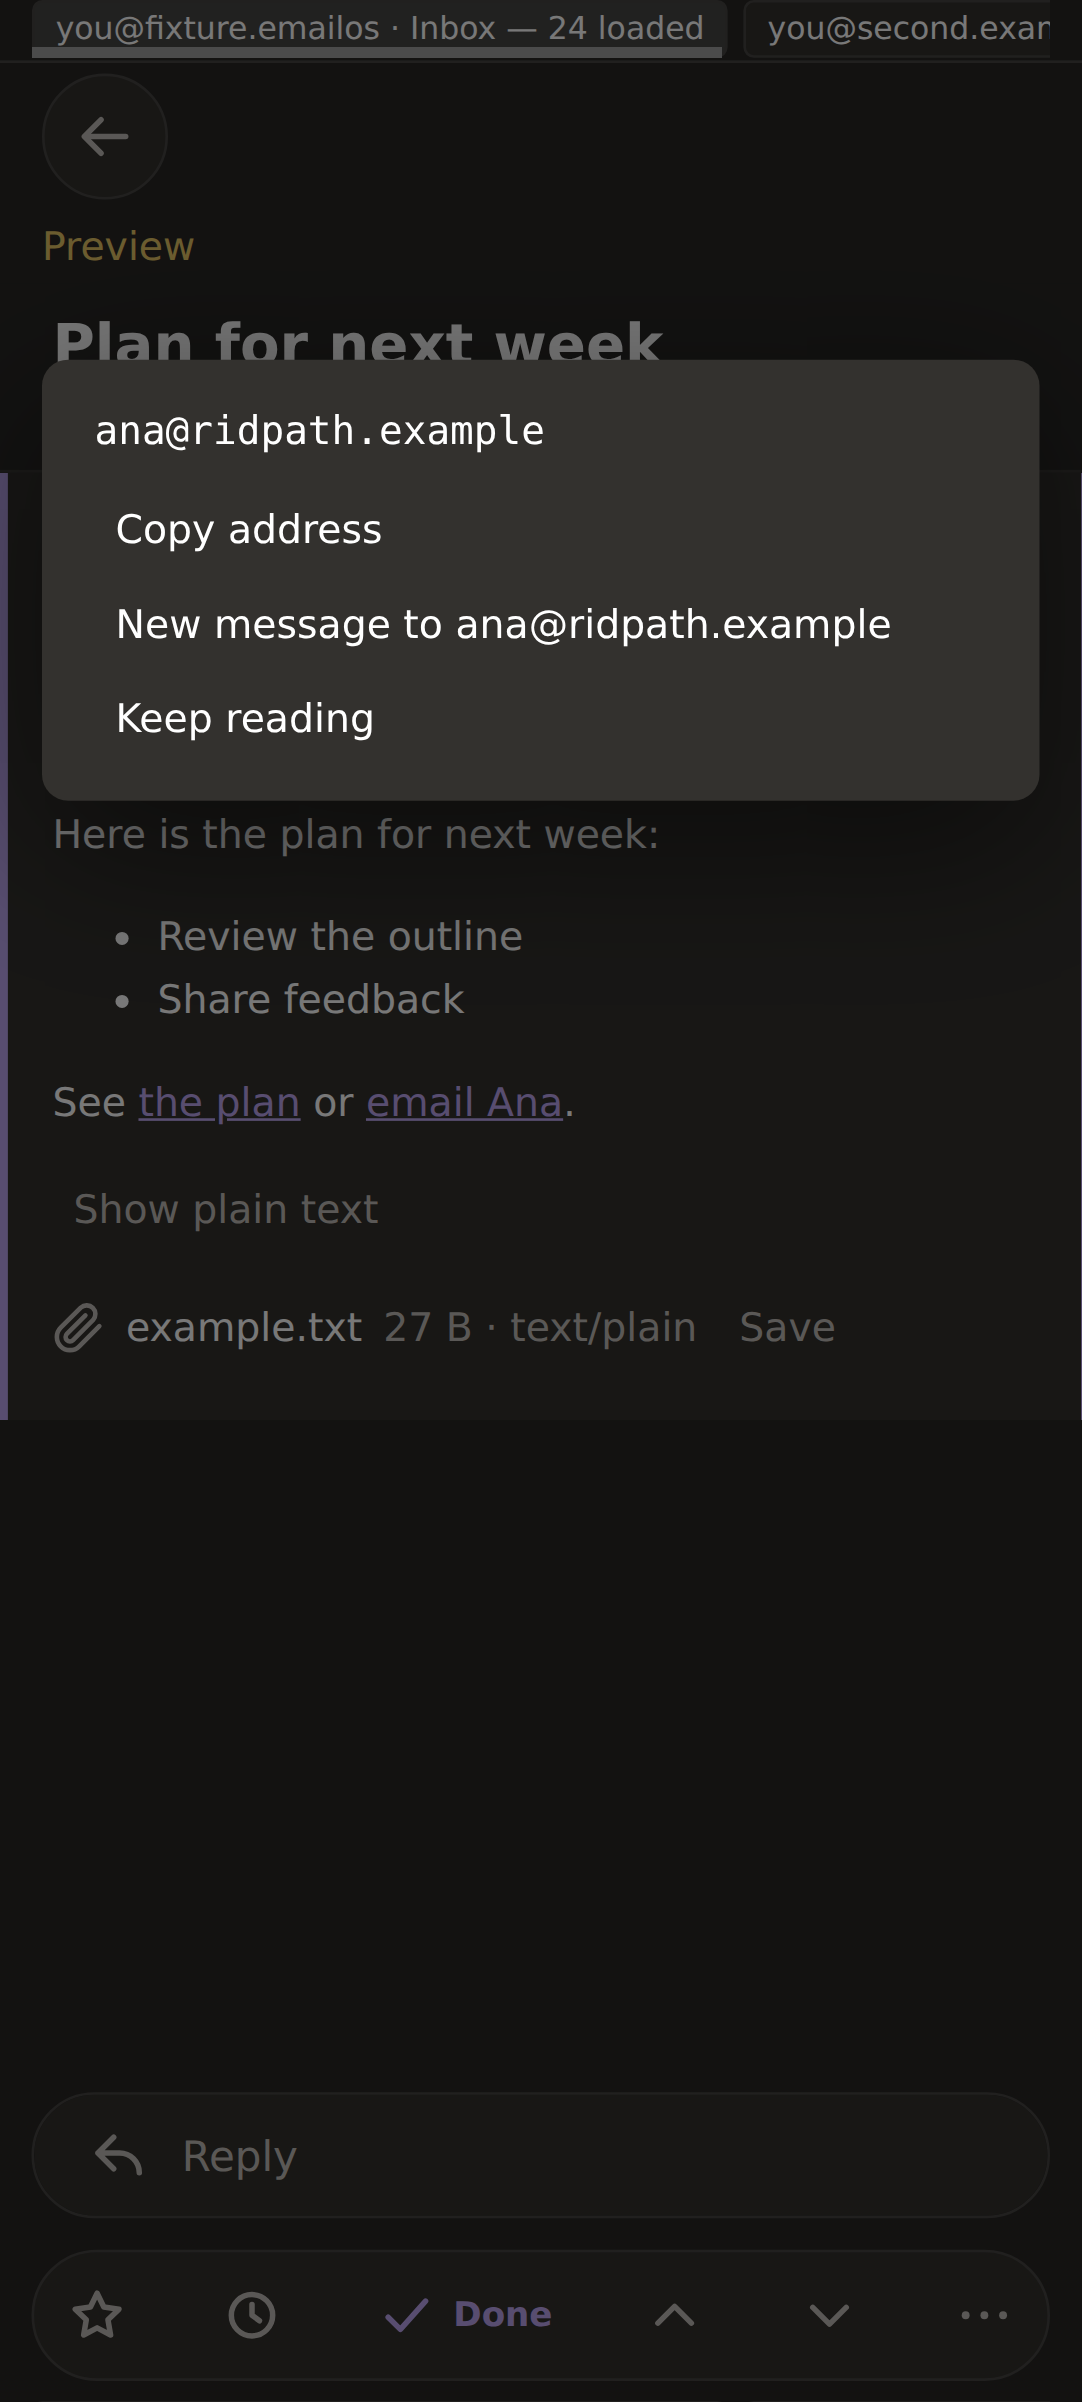 you@fixture.emailos · Inbox — 24 loaded you@second.exam
Preview
Plan for next week
ana@ridpath.example
Copy address
New message to ana@ridpath.example
Keep reading
Here is the plan for next week:
• Review the outline
• Share feedback
See the plan or email Ana.
Show plain text
example.txt 27 B · text/plain Save
Reply
Done